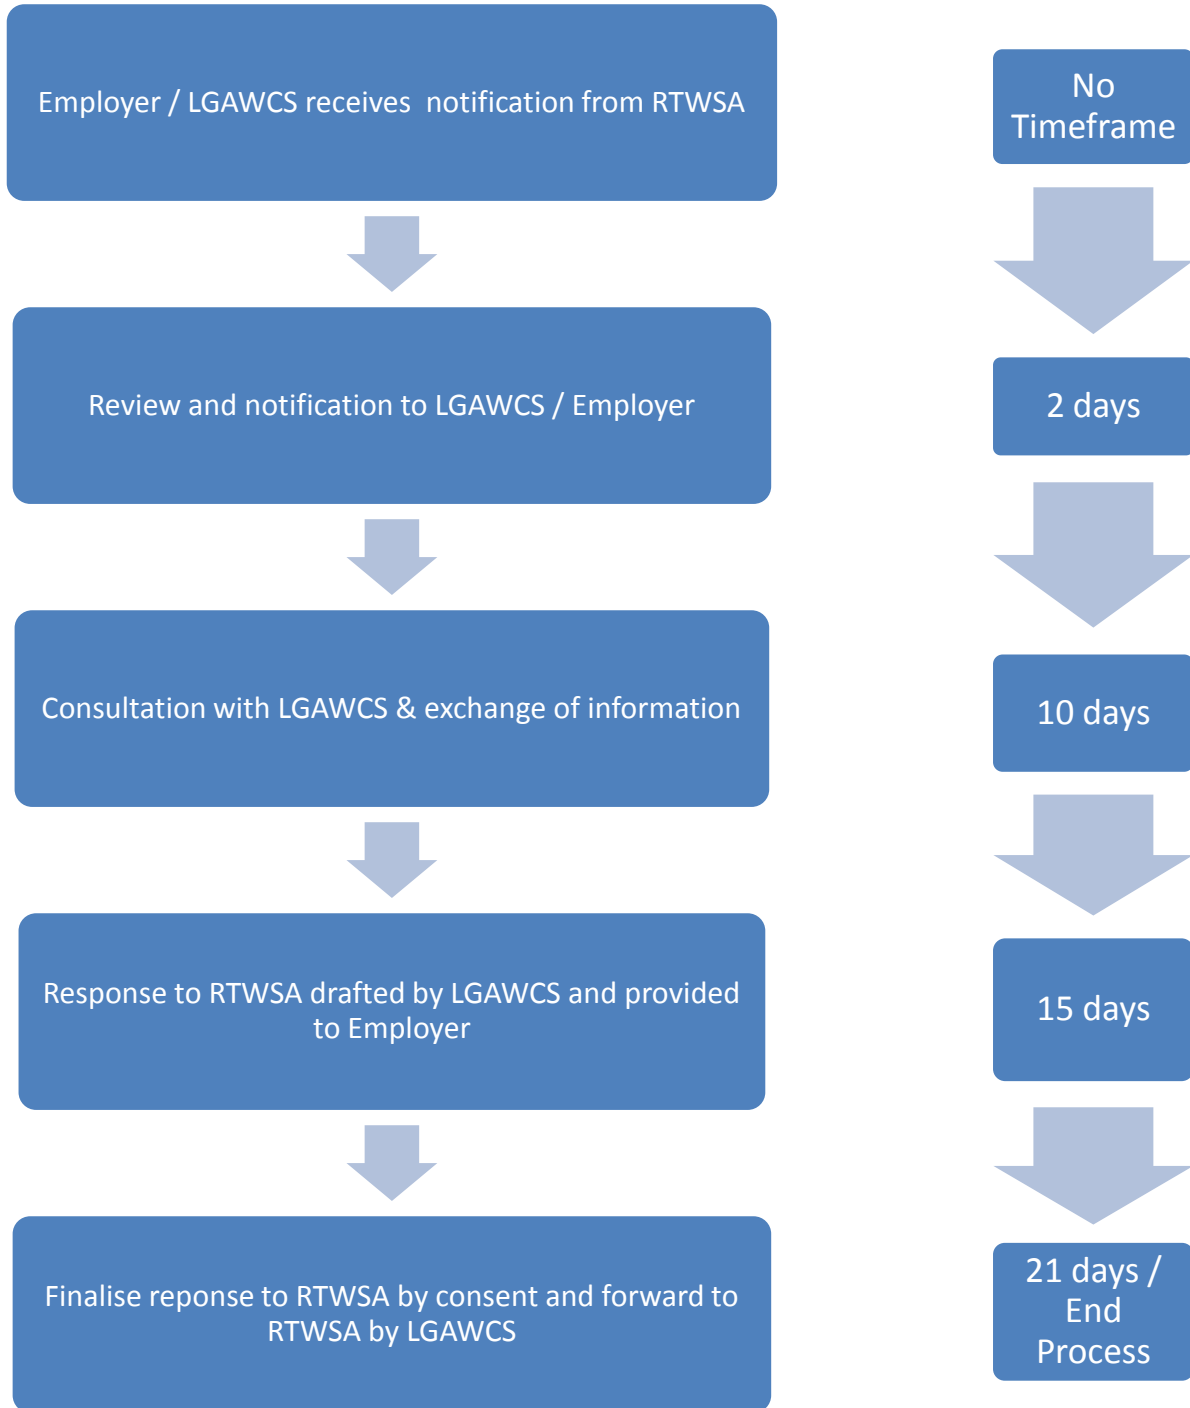 Employer / LGAWCS receives notification from RTWSA
No
Timeframe
Review and notification to LGAWCS / Employer
2 days
Consultation with LGAWCS & exchange of information
10 days
Response to RTWSA drafted by LGAWCS and provided
to Employer
15 days
Finalise reponse to RTWSA by consent and forward to
RTWSA by LGAWCS
21 days /
End
Process